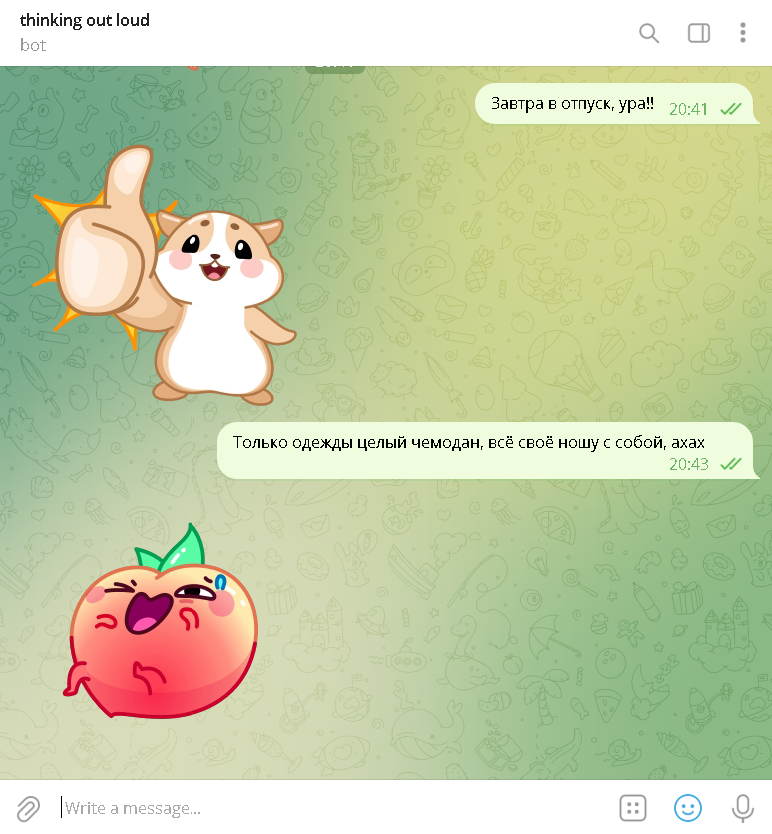 thinking out loud
bot
Завтра в отпуск, ура!! 20:41
Только одежды целый чемодан, всё своё ношу с собой, ахах
20:43
Write a message...